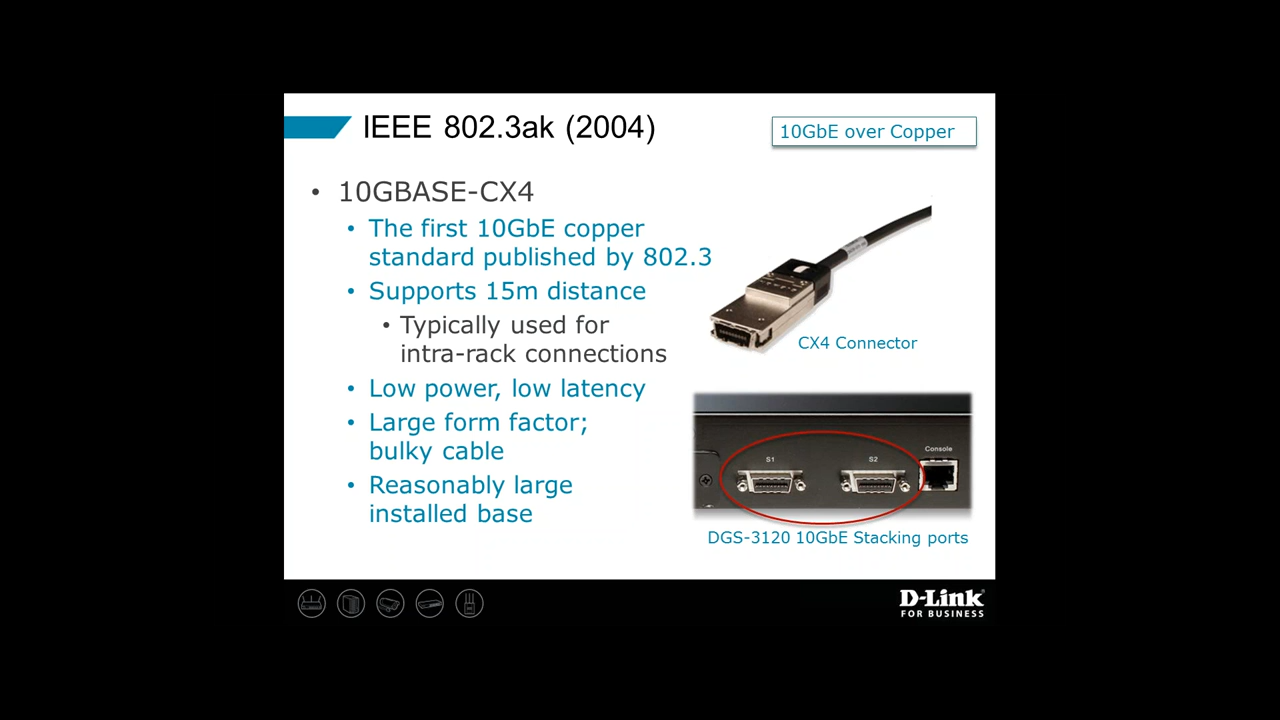 IEEE 802.3ak (2004)
10GbE over Copper
• 10GBASE-CX4
• The first 10GbE copper
standard published by 802.3
• Supports 15m distance
• Typically used for
intra-rack connections
• Low power, low latency
• Large form factor;
bulky cable
• Reasonably large
installed base
CX4 Connector
S1
S2
Console
DGS-3120 10GbE Stacking ports
D-Link
FOR BUSINESS